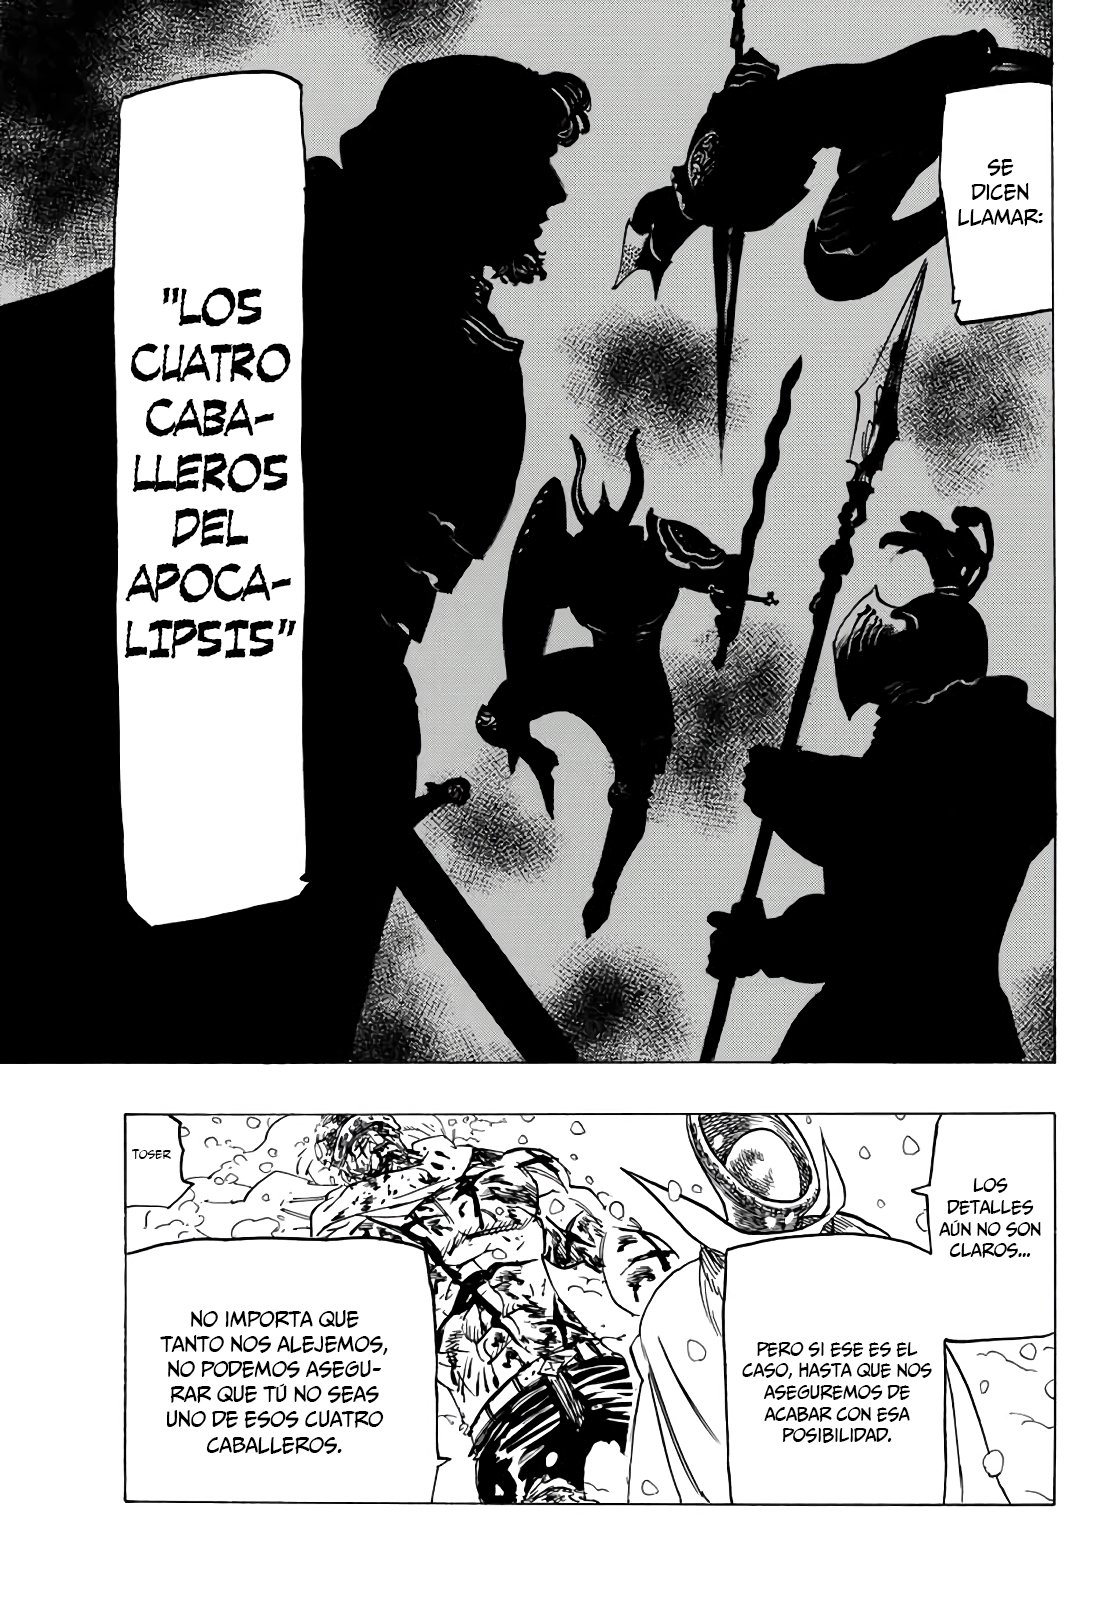 SE
DICEN
LLAMAR:
"LOS
CUATRO
CABA-
LLEROS
DEL
APOCA-
LIPSIS"
LOS
DETALLES
AÚN NO SON
CLAROS...
PERO SI ESE ES EL
CASO, HASTA QUE NOS
ASEGUREMOS DE
ACABAR CON ESA
POSIBILIDAD.
TOSER
NO IMPORTA QUE
TANTO NOS ALEJEMOS,
NO PODEMOS ASEGU-
RAR QUE TÚ NO SEAS
UNO DE ESOS CUATRO
CABALLEROS.